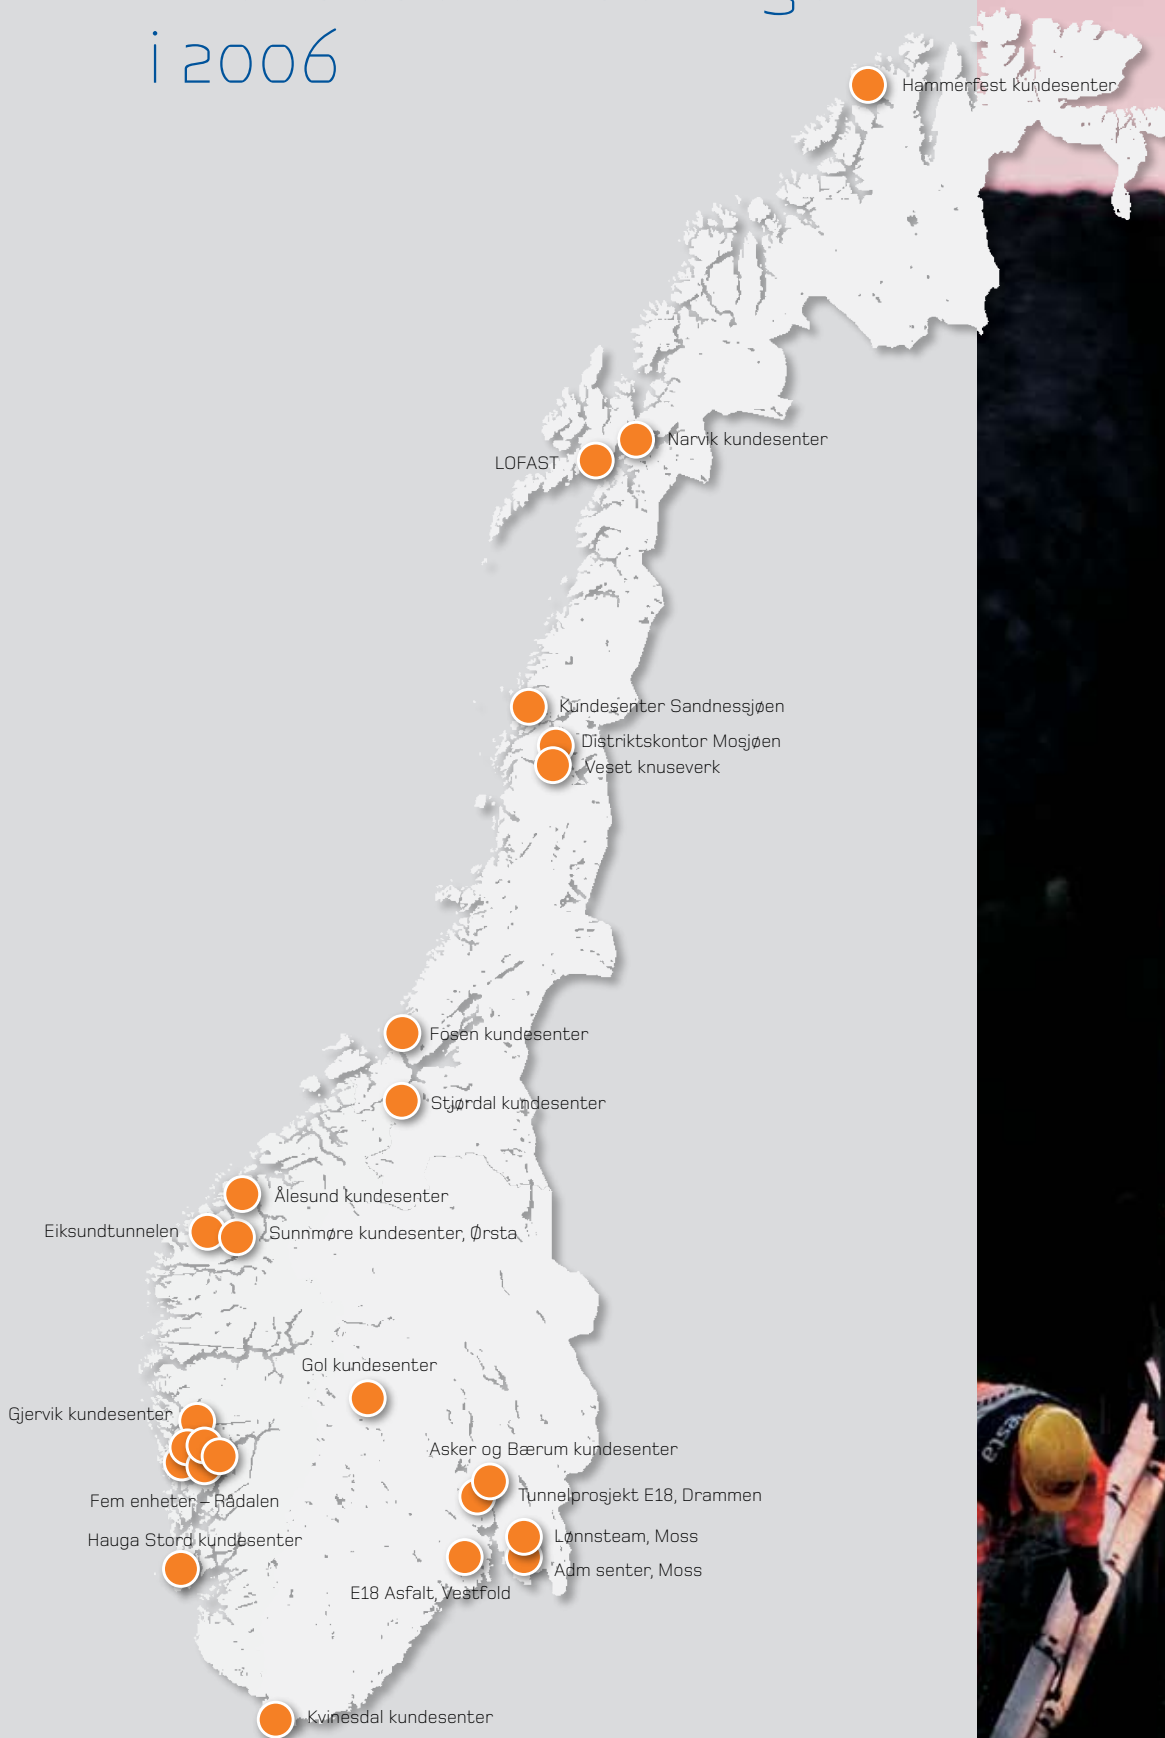 i 2006
Hammerfest kundesenter
Narvik kundesenter
LOFAST
Kundesenter Sandnessjøen
Distriktskontor Mosjøen
Veset knuseverk
Fosen kundesenter
Stjørdal kundesenter
Ålesund kundesenter
Eiksundtunnelen
Sunnmøre kundesenter, Ørsta
Gol kundesenter
Gjervik kundesenter
Asker og Bærum kundesenter
Tunnelprosjekt E18, Drammen
Fem enheter – Rådalen
Lønnsteam, Moss
Hauga Stord kundesenter
Adm senter, Moss
E18 Asfalt, Vestfold
Kvinesdal kundesenter
esta